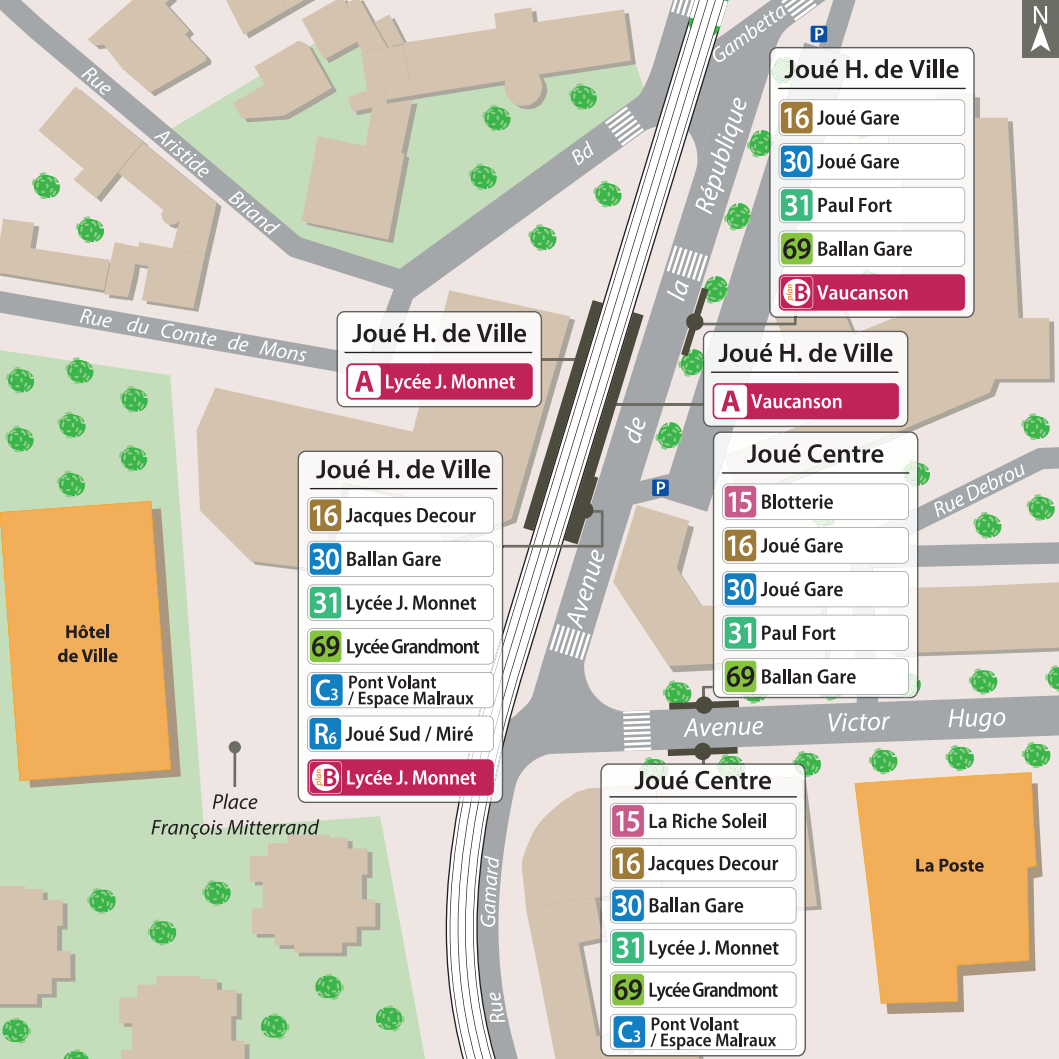 N
Gambetta
P
Joué H. de Ville
16 Joué Gare
30 Joué Gare
31 Paul Fort
69 Ballan Gare
plan B Vaucanson
Rue Aristide Briand
Bd
Avenue de la République
Rue du Comte de Mons
Joué H. de Ville
A Lycée J. Monnet
Joué H. de Ville
A Vaucanson
Joué H. de Ville
16 Jacques Decour
30 Ballan Gare
31 Lycée J. Monnet
69 Lycée Grandmont
C3 Pont Volant
/ Espace Malraux
R6 Joué Sud / Miré
plan B Lycée J. Monnet
P
Joué Centre
15 Blotterie
16 Joué Gare
30 Joué Gare
31 Paul Fort
69 Ballan Gare
Rue Debrou
Hôtel
de Ville
Avenue Victor Hugo
Place
François Mitterrand
Joué Centre
15 La Riche Soleil
16 Jacques Decour
30 Ballan Gare
31 Lycée J. Monnet
69 Lycée Grandmont
C3 Pont Volant
/ Espace Malraux
La Poste
Rue Gamard